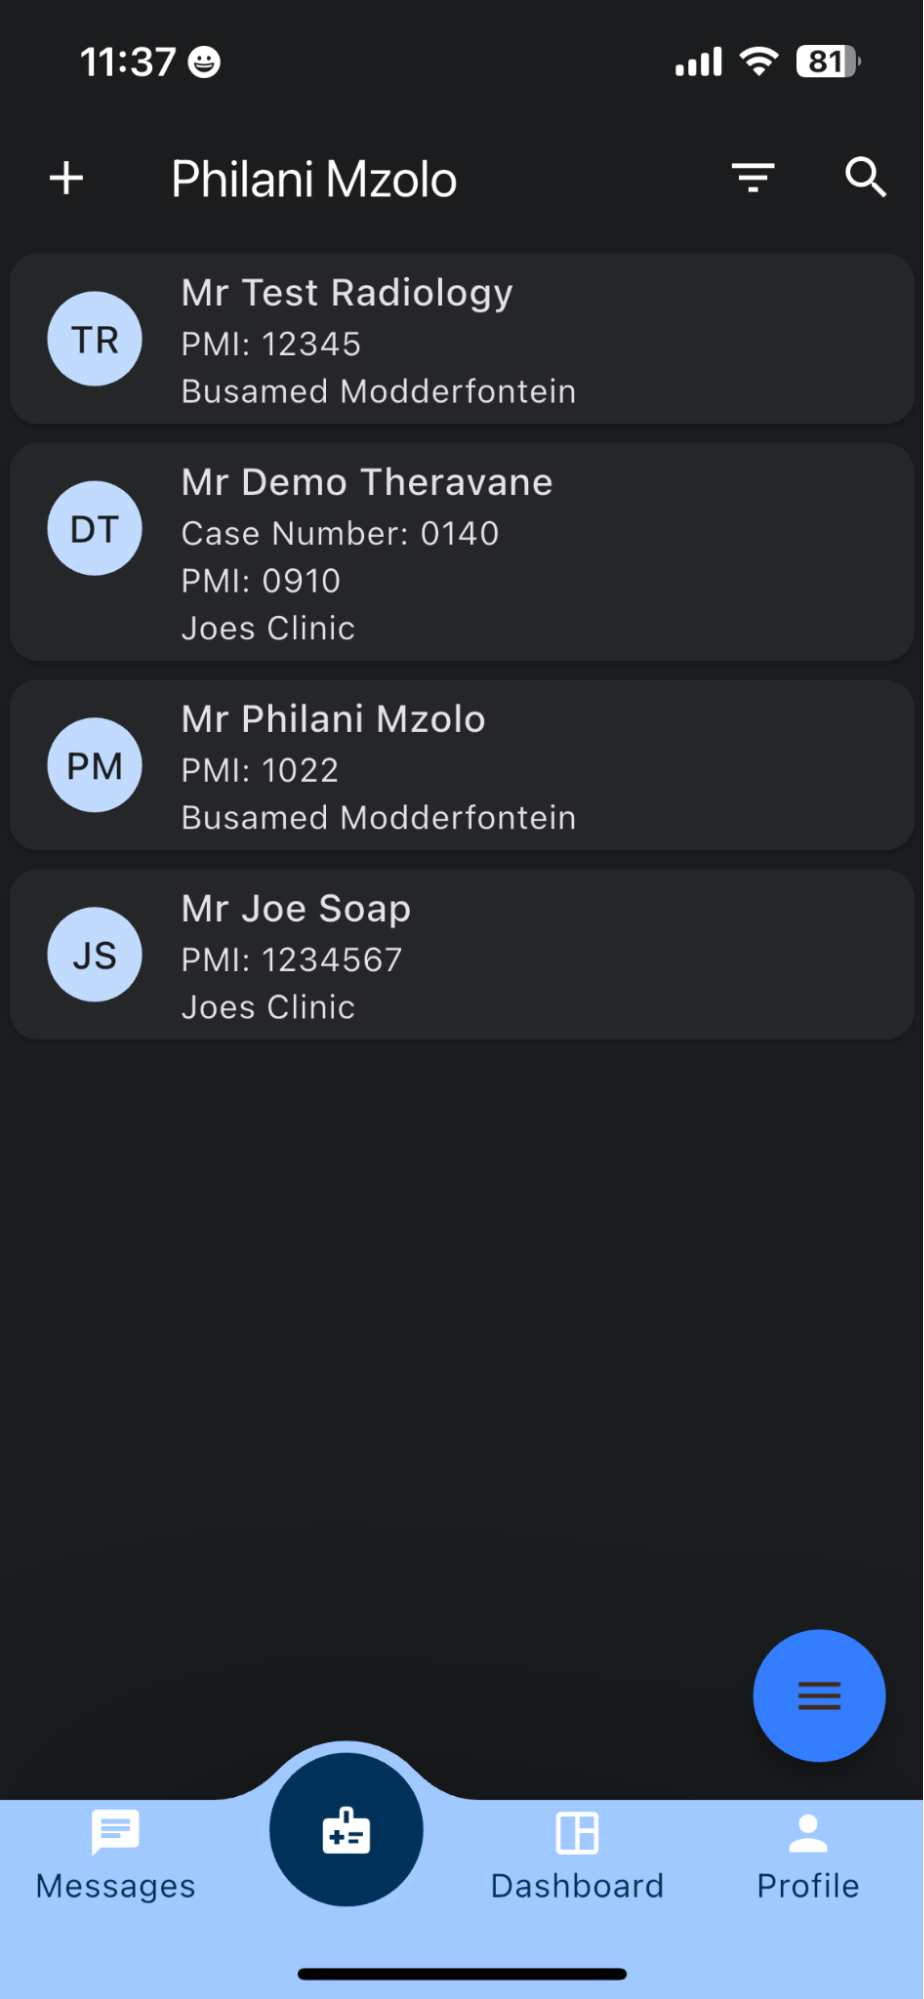 11:37
81
Philani Mzolo
TR
Mr Test Radiology
PMI: 12345
Busamed Modderfontein
DT
Mr Demo Theravane
Case Number: 0140
PMI: 0910
Joes Clinic
PM
Mr Philani Mzolo
PMI: 1022
Busamed Modderfontein
JS
Mr Joe Soap
PMI: 1234567
Joes Clinic
Messages
Dashboard
Profile